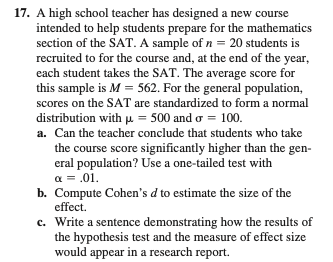 17. A high school teacher has designed a new course
intended to help students prepare for the mathematics
section of the SAT. A sample of n = 20 students is
recruited to for the course and, at the end of the year,
each student takes the SAT. The average score for
this sample is M = 562. For the general population,
scores on the SAT are standardized to form a normal
distribution with μ = 500 and σ = 100.
a. Can the teacher conclude that students who take
the course score significantly higher than the gen-
eral population? Use a one-tailed test with
α = .01.
b. Compute Cohen's d to estimate the size of the
effect.
c. Write a sentence demonstrating how the results of
the hypothesis test and the measure of effect size
would appear in a research report.